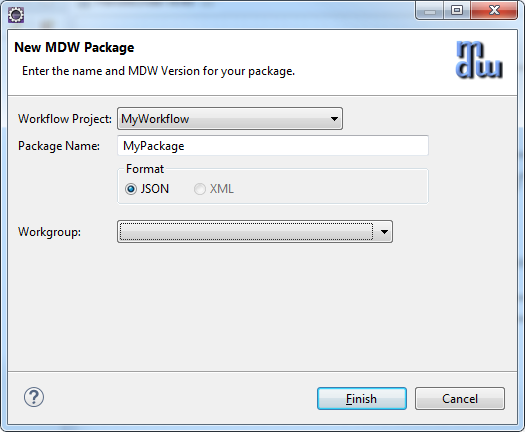 New MDW Package
Enter the name and MDW Version for your package.
mdw
Workflow Project: MyWorkflow
Package Name: MyPackage
Format
JSON XML
Workgroup:
? Finish Cancel